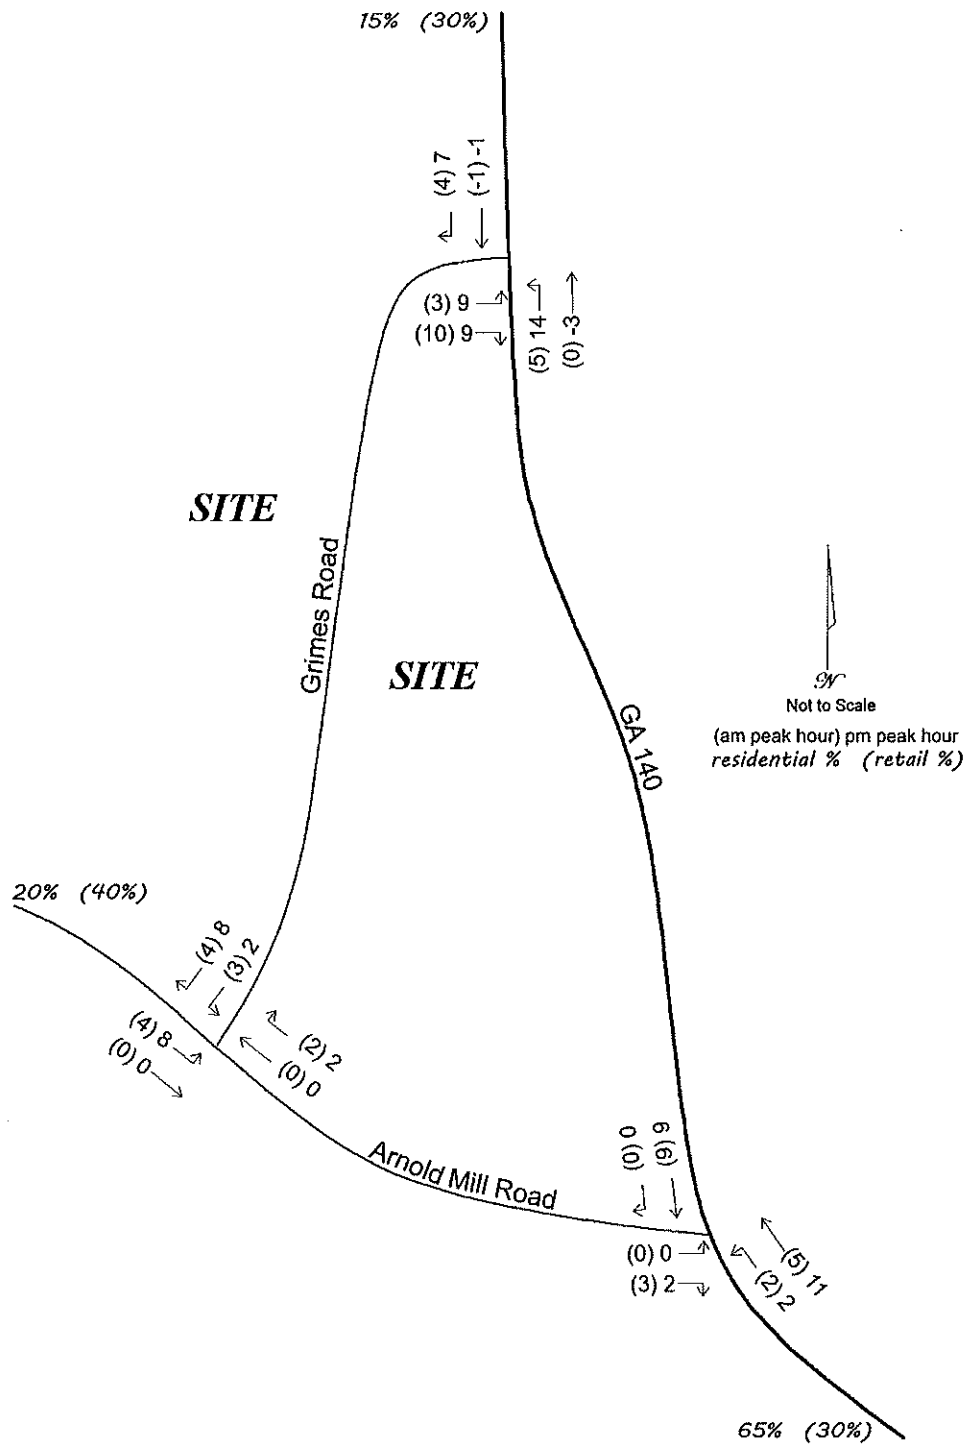 15% (30%)
(4) 7
(-1) -1
(3) 9
(10) 9
(5) 14
(0) -3
SITE
Grimes Road
SITE
GA 140
N
Not to Scale
(am peak hour) pm peak hour
residential % (retail %)
20% (40%)
(4) 8
(3) 2
(4) 8
(0) 0
(2) 2
(0) 0
Arnold Mill Road
(0) 0
(9) 9
(0) 0
(3) 2
(5) 11
(2) 2
65% (30%)